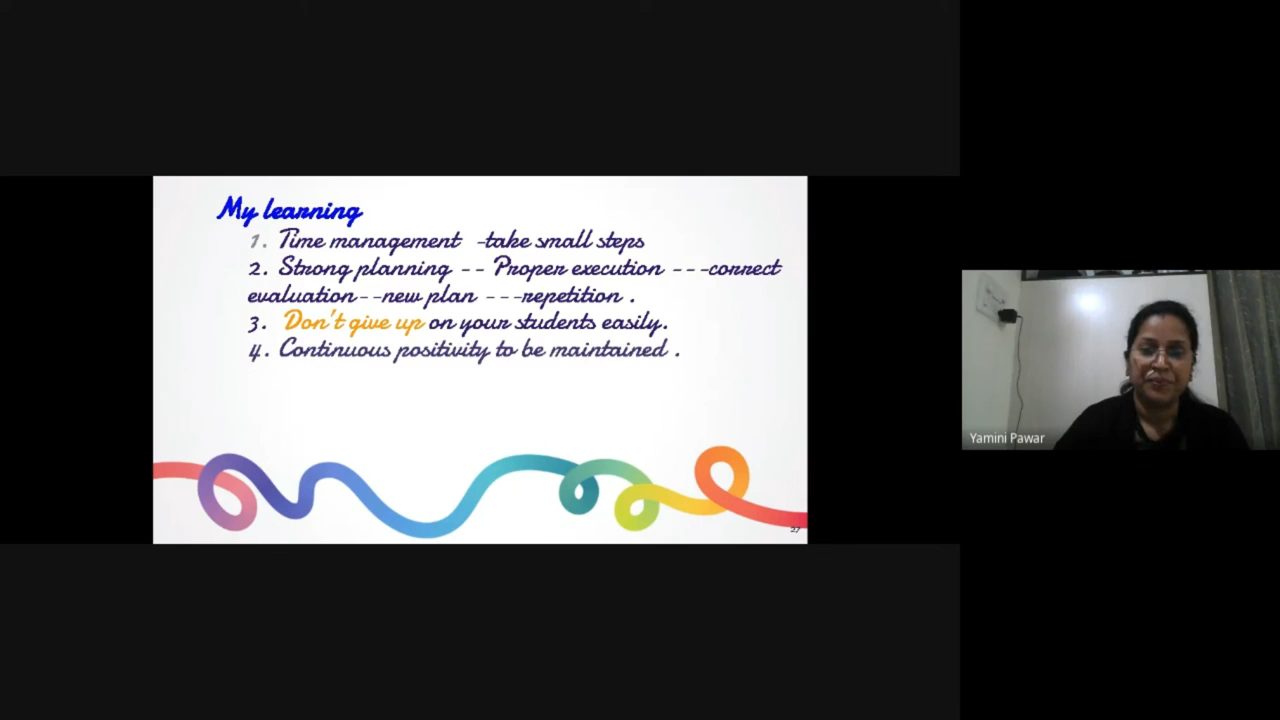 My learning
1. Time management -take small steps
2. Strong planning -- Proper execution ---correct
evaluation--new plan ---repetition .
3. Don't give up on your students easily.
4. Continuous positivity to be maintained .
27
Yamini Pawar